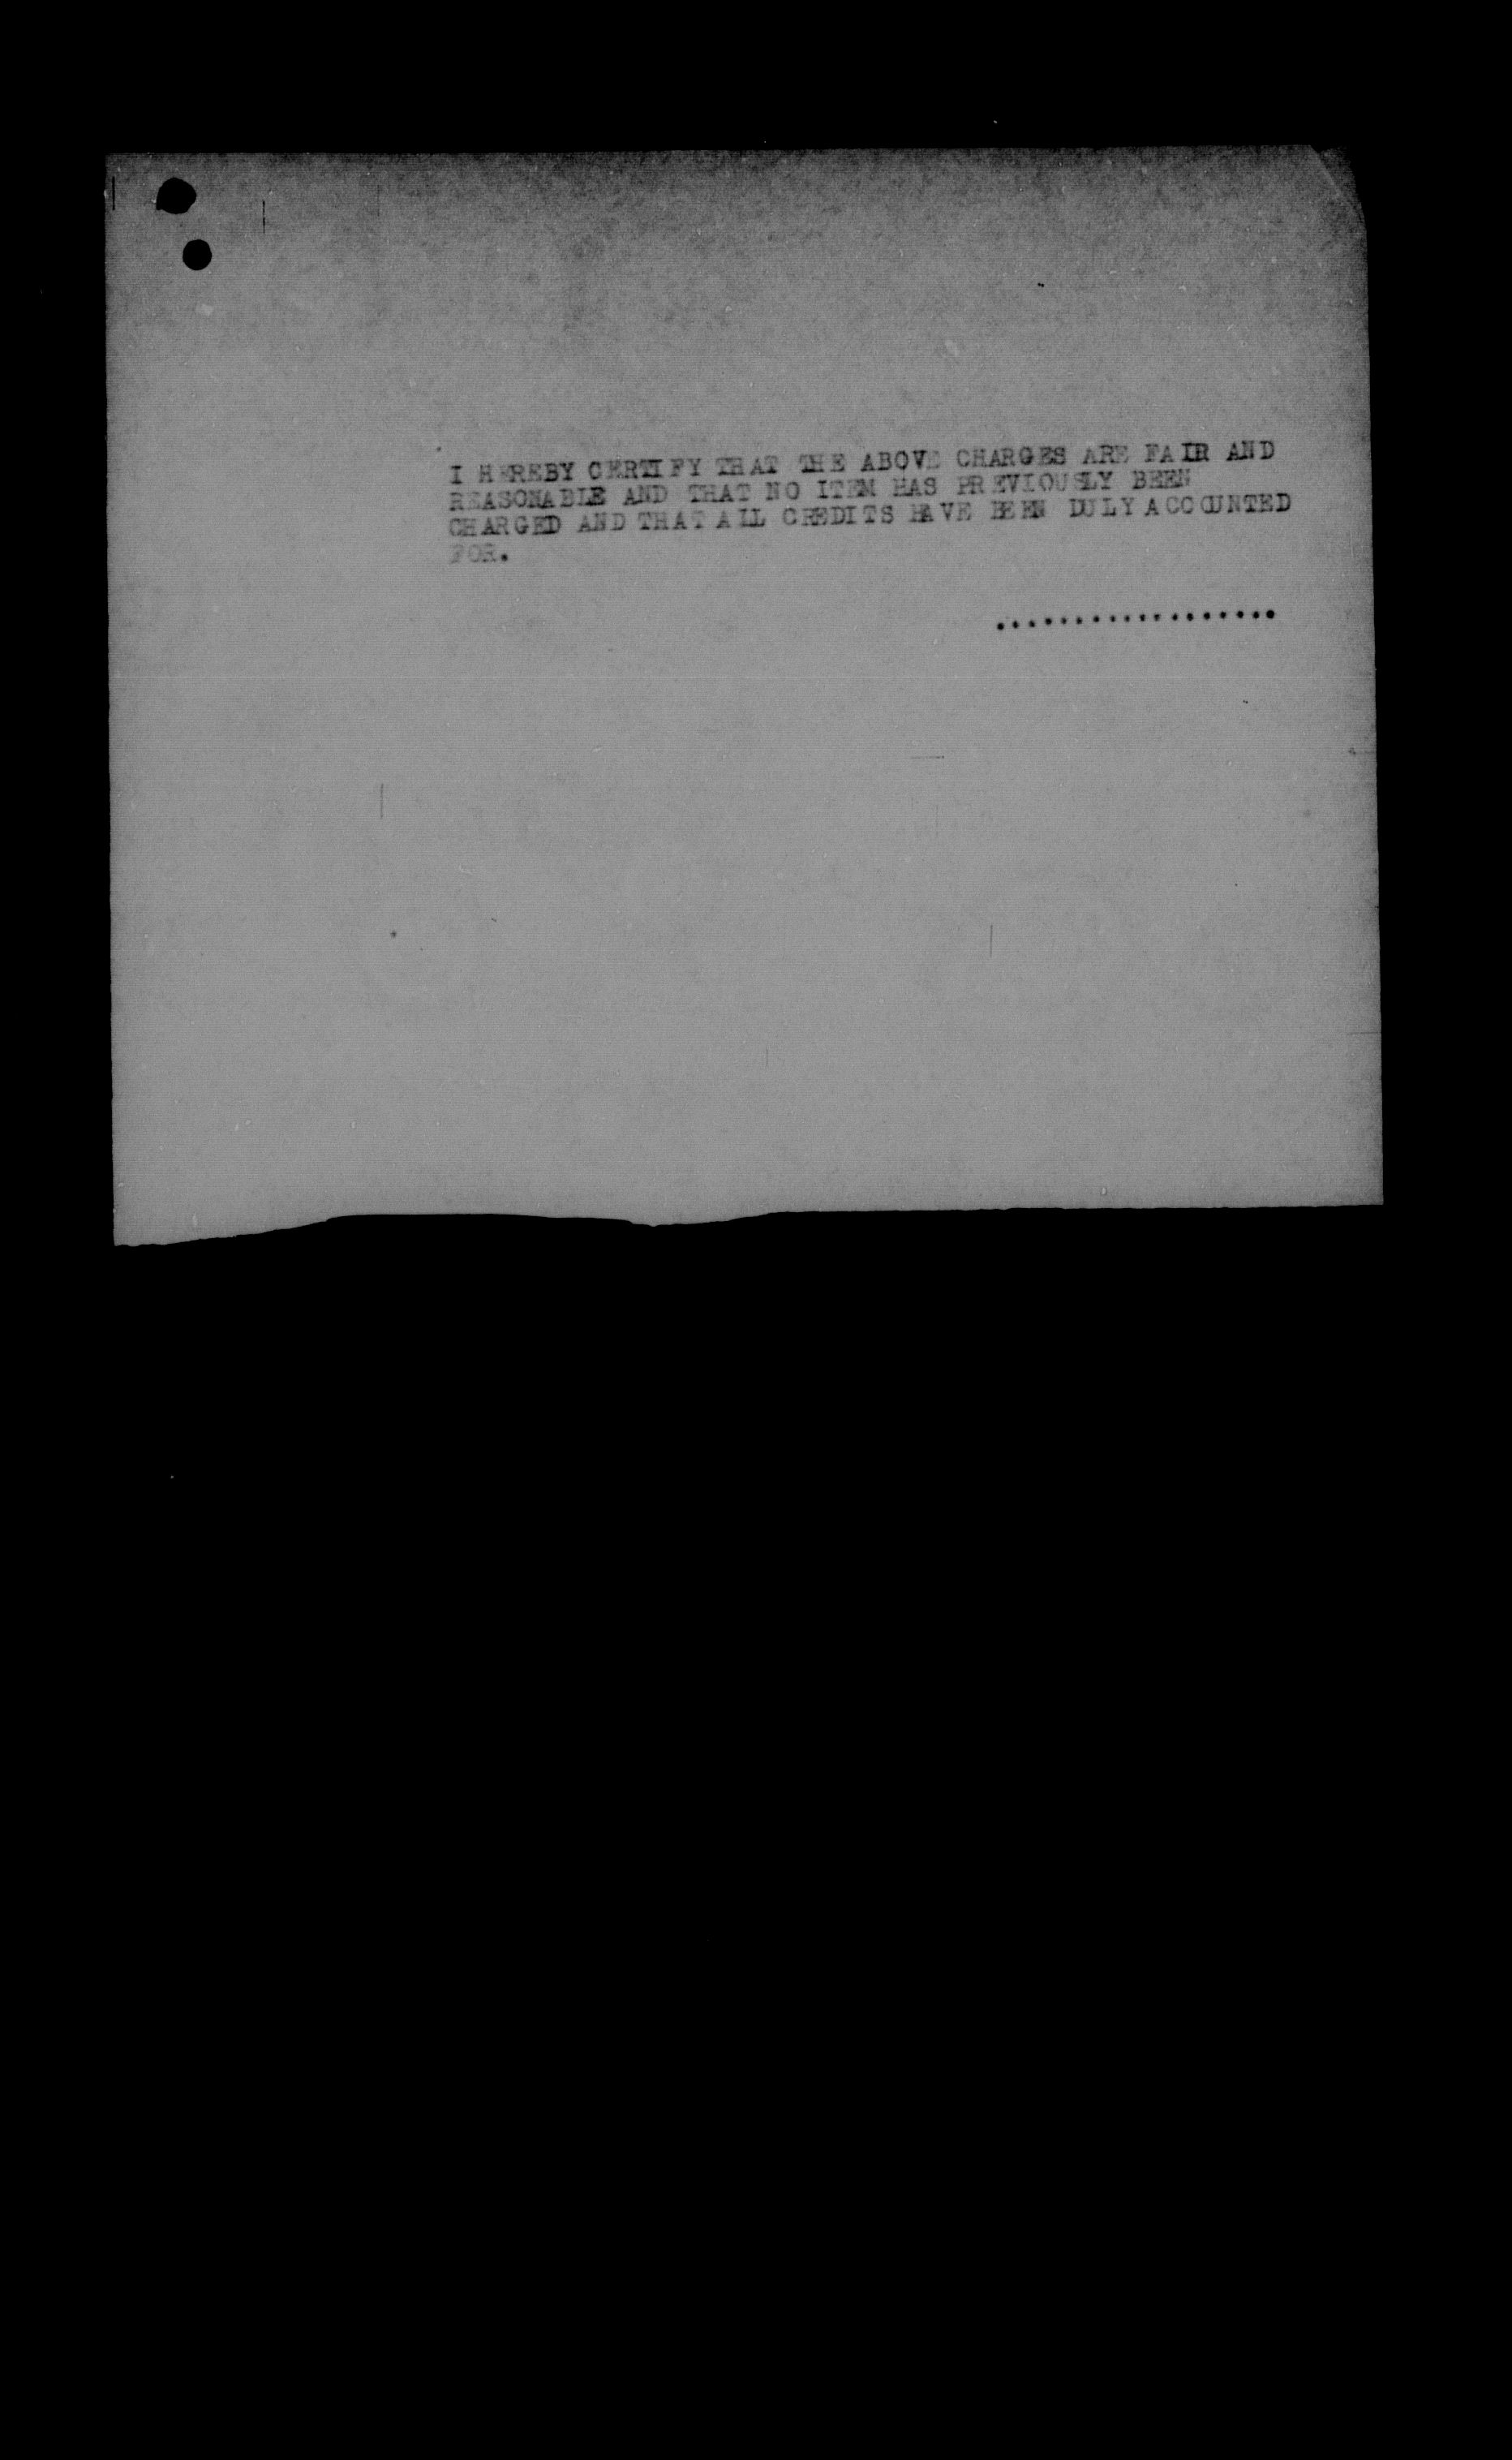 I HEREBY CERTIFY THAT THE ABOVE CHARGES ARE FAIR AND
REASONABLE AND THAT NO ITEM HAS PREVIOUSLY BEEN
CHARGED AND THAT ALL CREDITS HAVE BEEN DULY ACCOUNTED
FOR.
..................